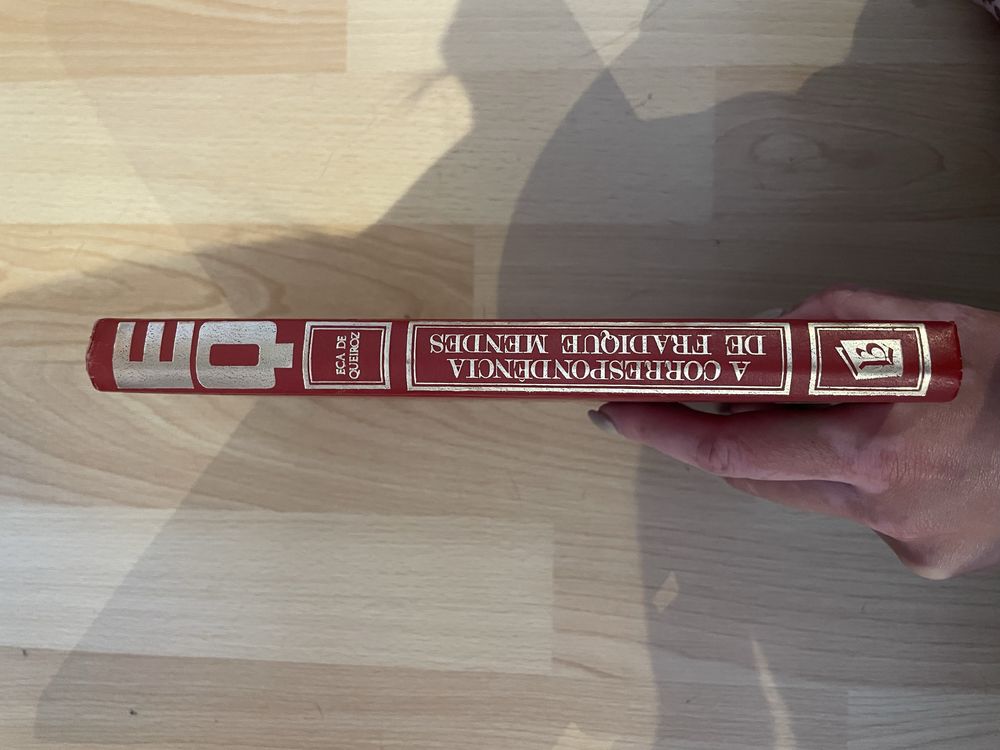 EQ
EÇA DE
QUEIROZ
A CORRESPONDÊNCIA
DE FRADIQUE MENDES
B